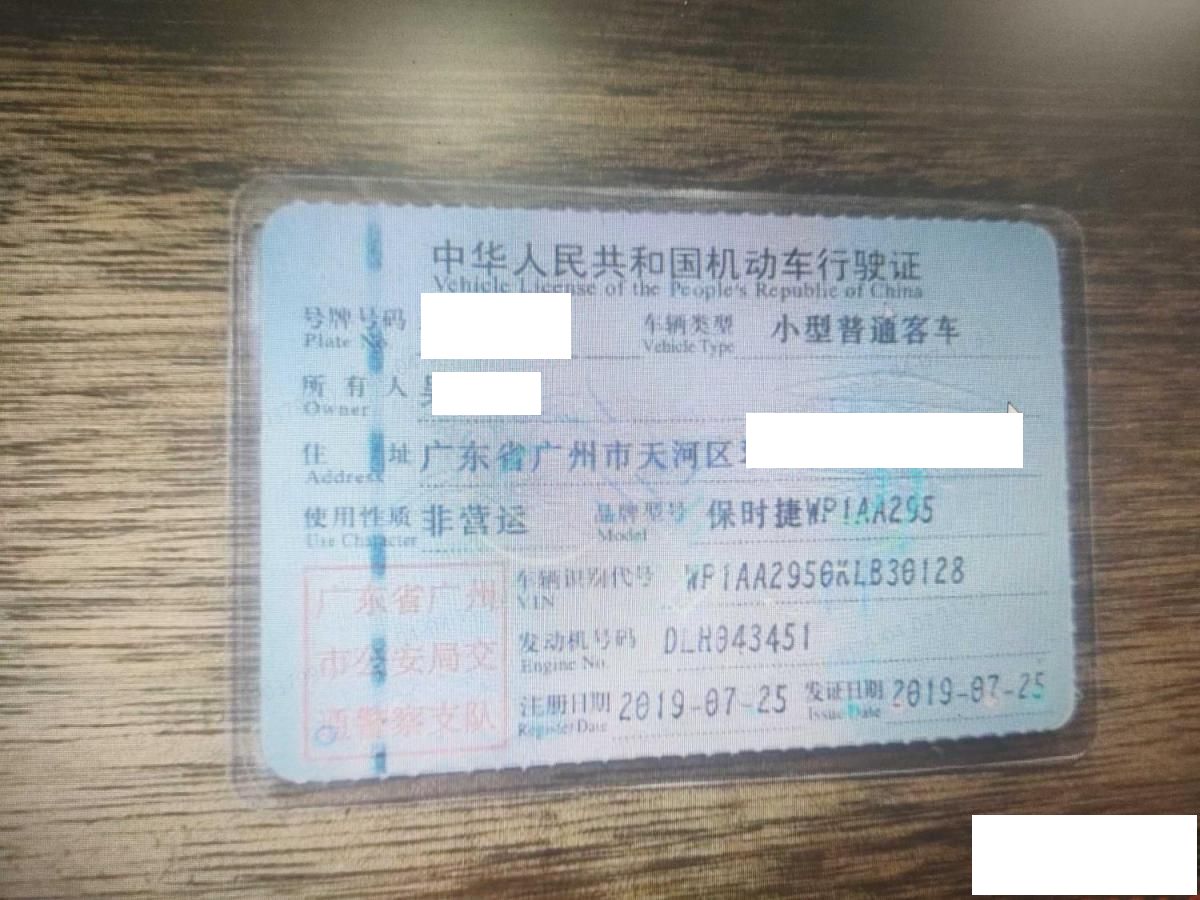 中华人民共和国机动车行驶证
Vehicle License of the People's Republic of China
号牌号码 车辆类型 小型普通客车
Plate No. Vehicle Type
所有人
Owner
住址 广东省广州市天河区
Address
使用性质 非营运 品牌型号 保时捷WP1AA295
Use Character Model
车辆识别代号 WP1AA2950KLB30128
VIN
发动机号码 DLH043451
Engine No.
注册日期 2019-07-25 发证日期 2019-07-25
Register Date Issue Date
广东省广州
市公安局交
通警察支队